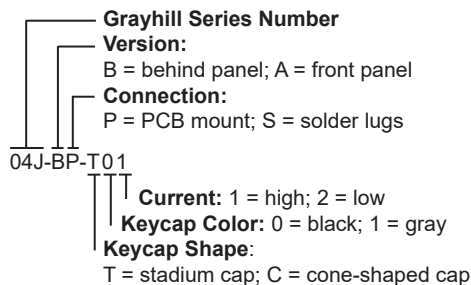 Grayhill Series Number
Version:
B = behind panel; A = front panel
Connection:
P = PCB mount; S = solder lugs
04J-BP-T01
Current: 1 = high; 2 = low
Keycap Color: 0 = black; 1 = gray
Keycap Shape:
T = stadium cap; C = cone-shaped cap